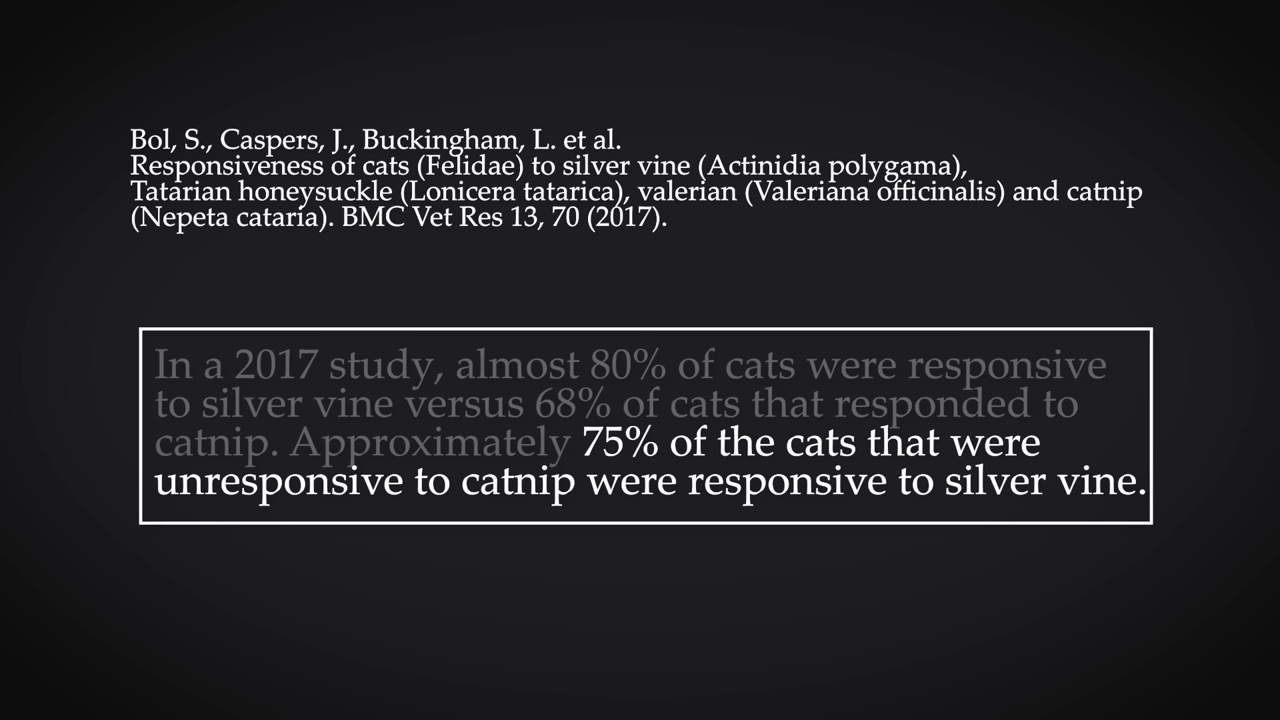 Bol, S., Caspers, J., Buckingham, L. et al.
Responsiveness of cats (Felidae) to silver vine (Actinidia polygama),
Tatarian honeysuckle (Lonicera tatarica), valerian (Valeriana officinalis) and catnip
(Nepeta cataria). BMC Vet Res 13, 70 (2017).
In a 2017 study, almost 80% of cats were responsive
to silver vine versus 68% of cats that responded to
catnip. Approximately 75% of the cats that were
unresponsive to catnip were responsive to silver vine.